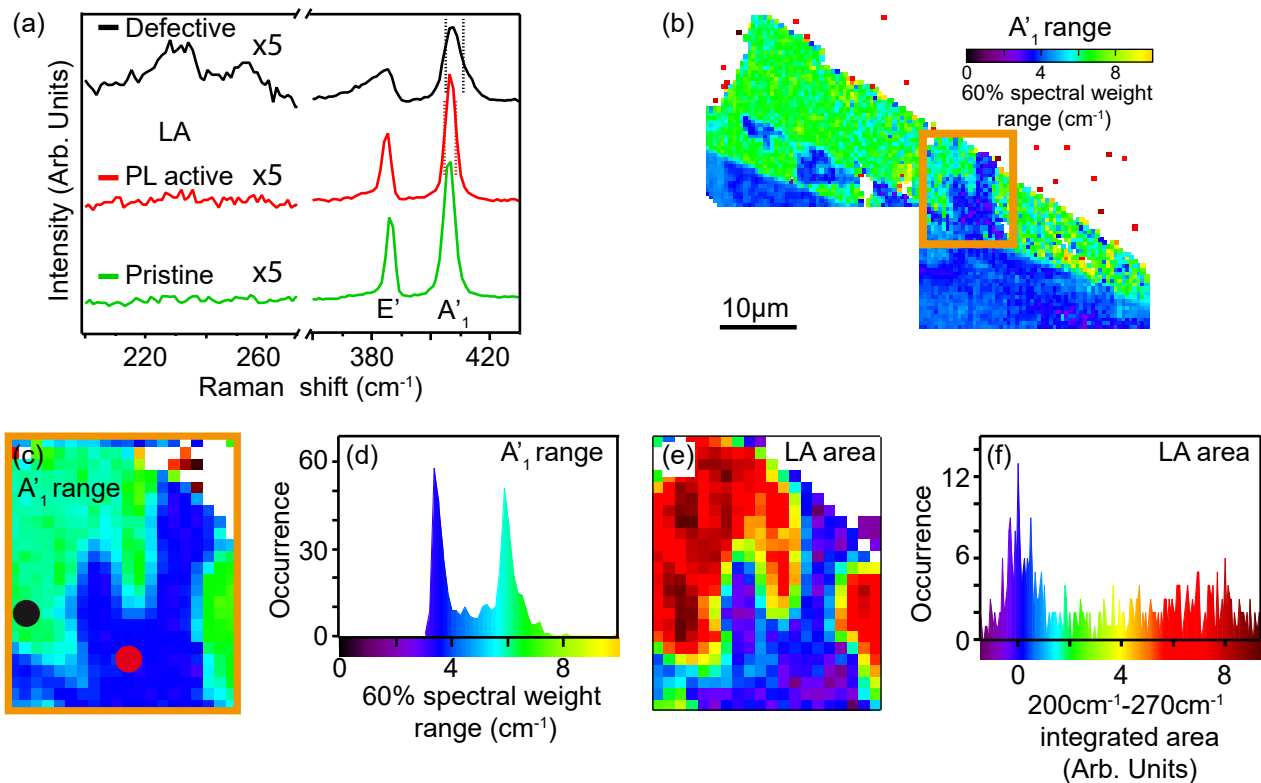 (a)
Defective
x5
LA
PL active
x5
Pristine
x5
E'
A'1
Intensity (Arb. Units)
220
260
380
420
Raman shift (cm-1)
(b)
A'1 range
0
4
8
60% spectral weight
range (cm-1)
10μm
(c)
A'1 range
(d)
A'1 range
Occurrence
60
30
0
0
4
8
60% spectral weight
range (cm-1)
(e)
LA area
(f)
LA area
Occurrence
12
6
0
0
4
8
200cm-1-270cm-1
integrated area
(Arb. Units)